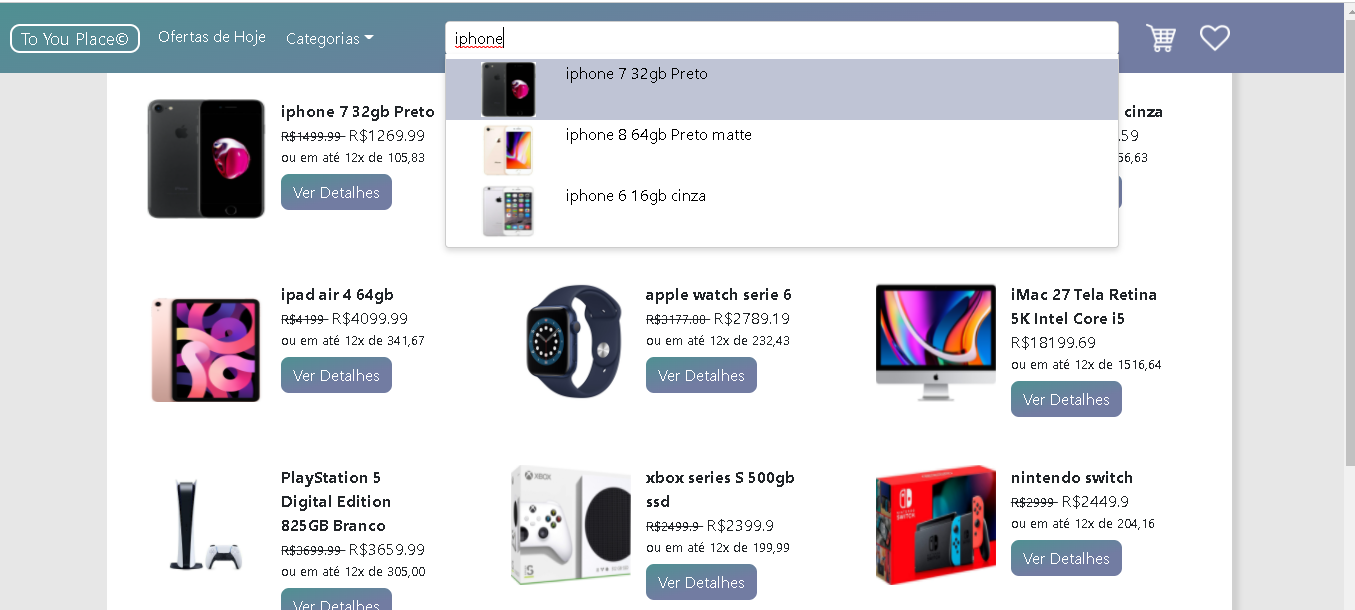 To You Place©
Ofertas de Hoje
Categorias
iphone
iphone 7 32gb Preto
iphone 8 64gb Preto matte
iphone 6 16gb cinza
iphone 7 32gb Preto
R$1499.99 R$1269.99
ou em até 12x de 105,83
Ver Detalhes
cinza
.59
56,63
ipad air 4 64gb
R$4199 R$4099.99
ou em até 12x de 341,67
Ver Detalhes
apple watch serie 6
R$3177.00 R$2789.19
ou em até 12x de 232,43
Ver Detalhes
iMac 27 Tela Retina
5K Intel Core i5
R$18199.69
ou em até 12x de 1516,64
Ver Detalhes
PlayStation 5
Digital Edition
825GB Branco
R$3699.99 R$3659.99
ou em até 12x de 305,00
Ver Detalhes
XBOX
xbox series S 500gb
ssd
R$2499.9 R$2399.9
ou em até 12x de 199,99
Ver Detalhes
NINTENDO
SWITCH
nintendo switch
R$2999 R$2449.9
ou em até 12x de 204,16
Ver Detalhes